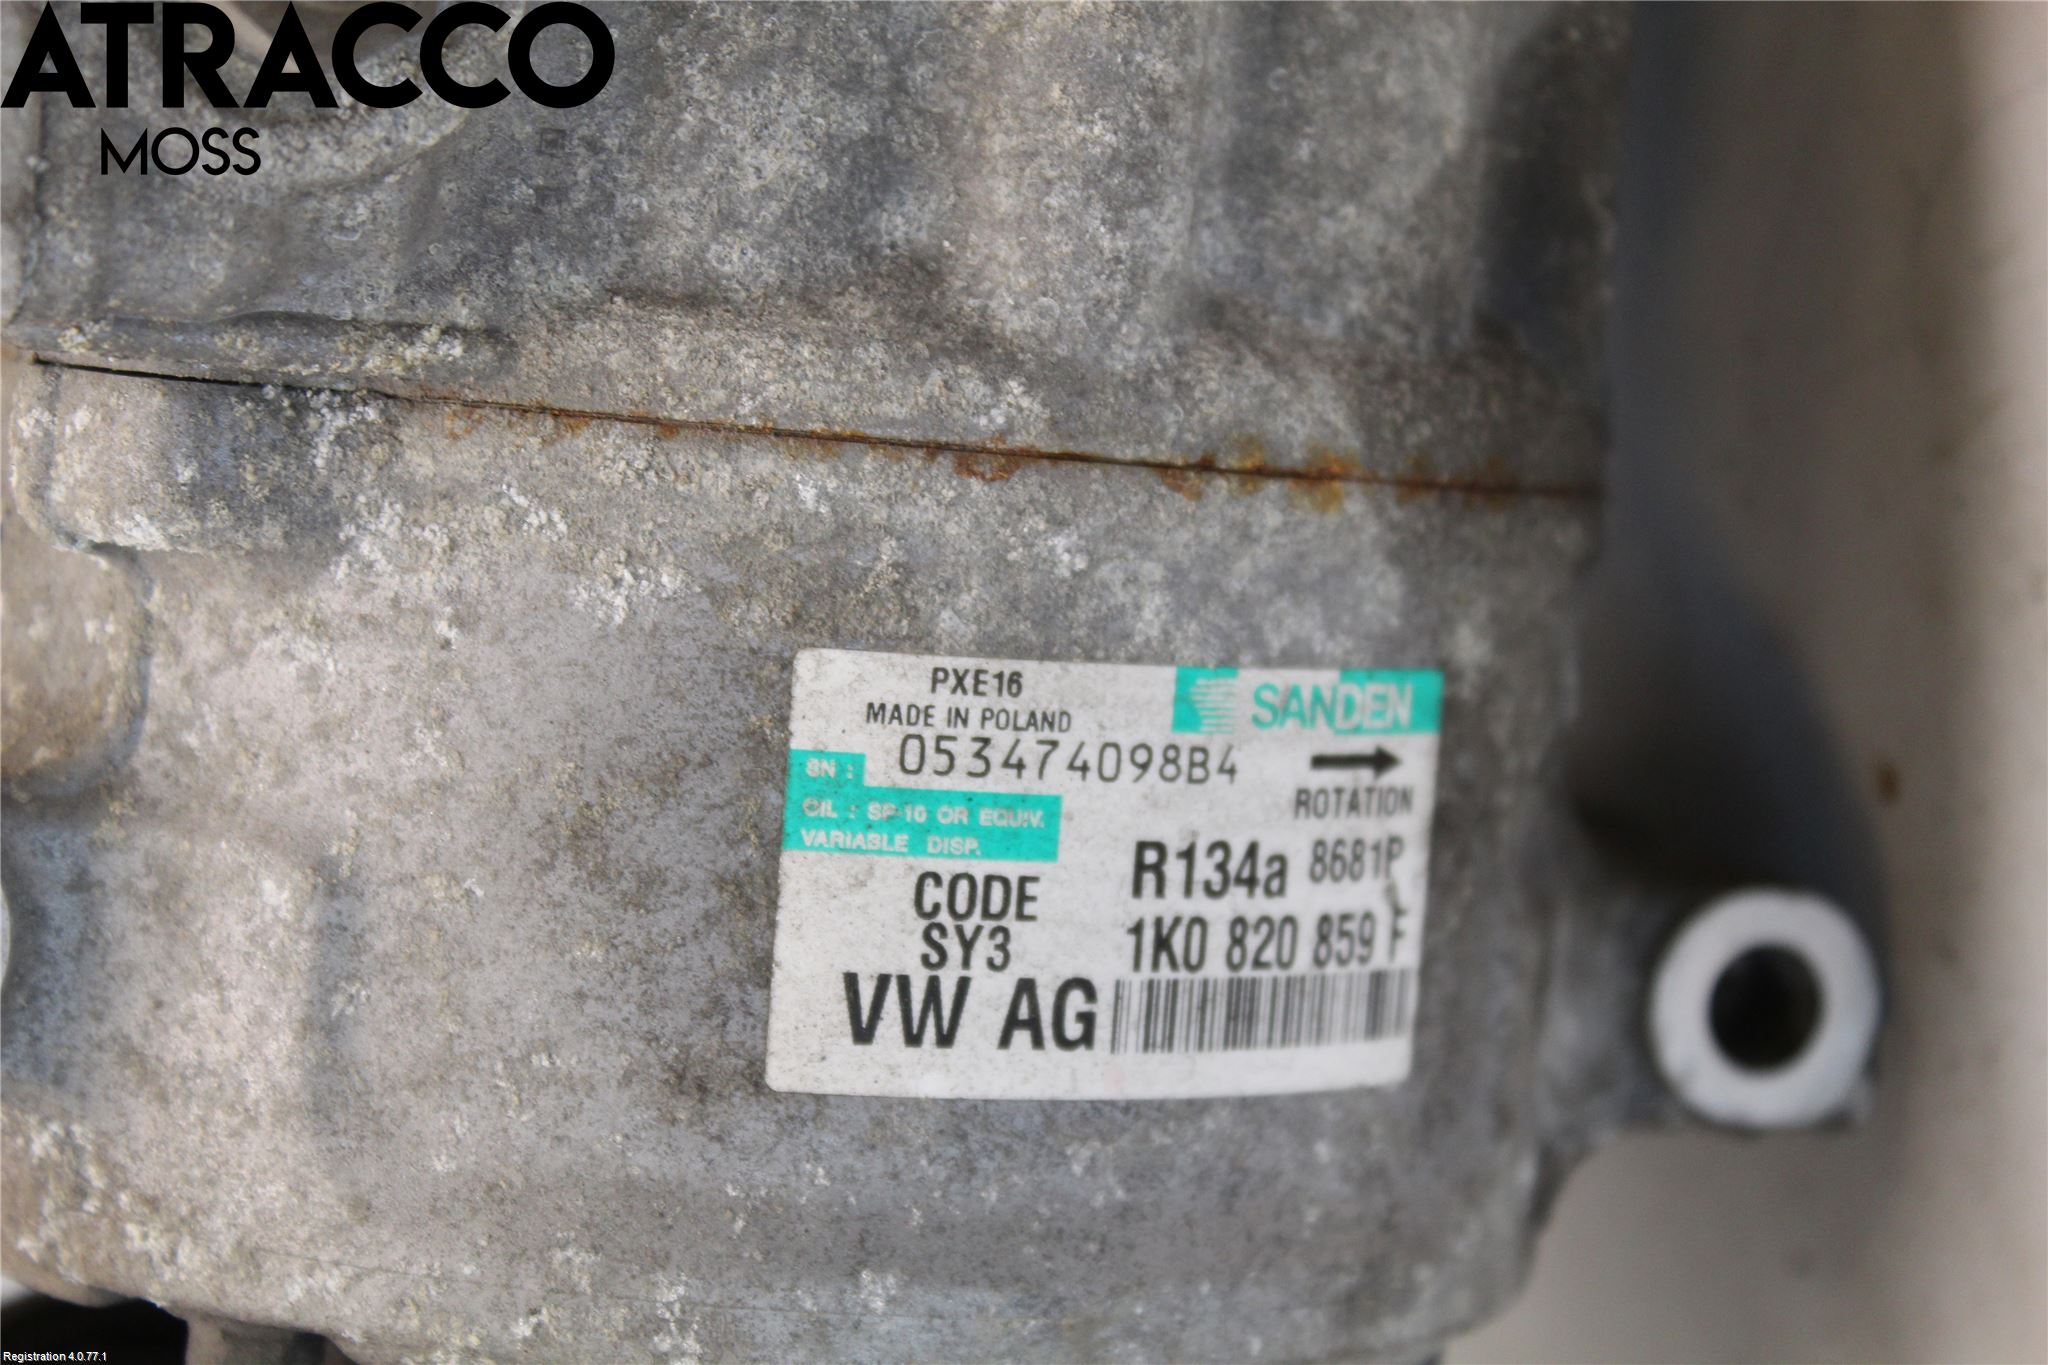 ATRACCO
MOSS
PXE16
SANDEN
MADE IN POLAND
SN : 053474098B4
ROTATION
OIL : SP-10 OR EQUIV.
VARIABLE DISP.
R134a 8681P
CODE
SY3
1K0 820 859 F
VW AG
Registration 4.0.77.1